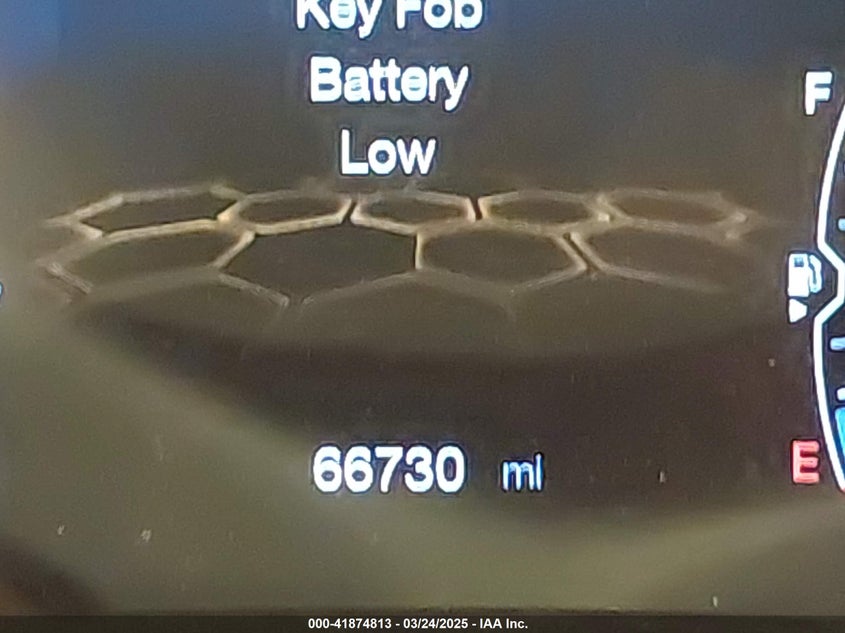 Key Fob
Battery
Low
F
66730 mi
E
000-41874813 - 03/24/2025 - IAA Inc.